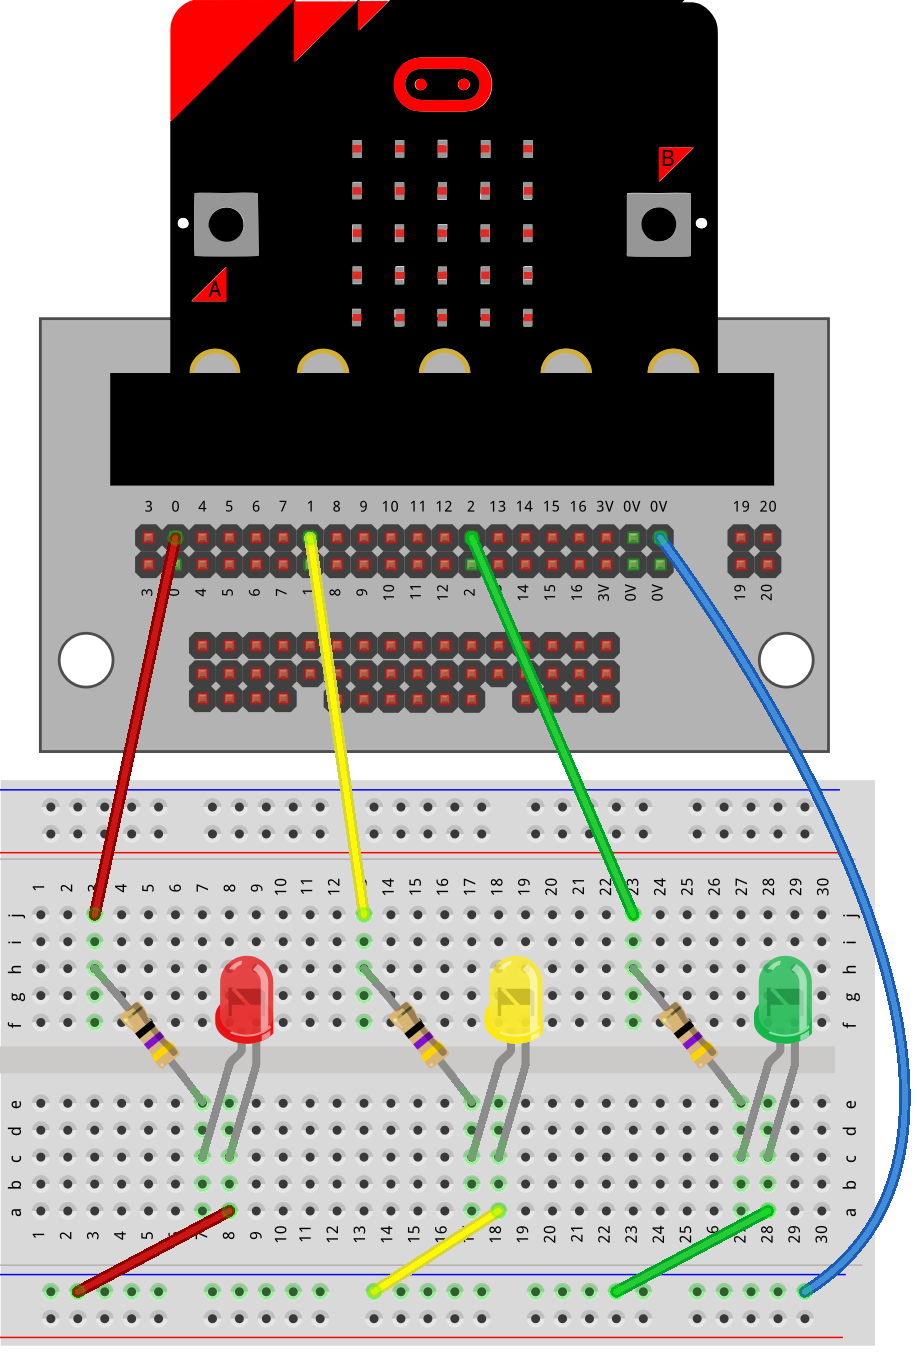 B
A
3 0 4 5 6 7 1 8 9 10 11 12 2 13 14 15 16 3V 0V 0V 19 20
3 0 4 5 6 7 1 8 9 10 11 12 2 3 14 15 16 3V 0V 0V 19 20
1 2 3 4 5 6 7 8 9 10 11 12 13 14 15 16 17 18 19 20 21 22 23 24 25 26 27 28 29 30
j j
i i
h h
g g
f f
e e
d d
c c
b b
a a
1 2 3 4 5 6 7 8 9 10 11 12 13 14 15 16 17 18 19 20 21 22 23 24 25 26 27 28 29 30